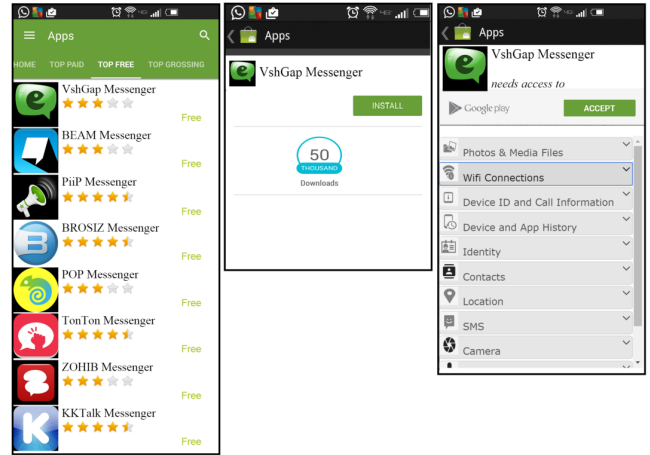 Apps
HOME TOP PAID TOP FREE TOP GROSSING
VshGap Messenger
Free
BEAM Messenger
Free
PiiP Messenger
Free
BROSIZ Messenger
Free
POP Messenger
Free
TonTon Messenger
Free
ZOHIB Messenger
Free
KKTalk Messenger
Free
Apps
VshGap Messenger
INSTALL
50
THOUSAND
Downloads
Apps
VshGap Messenger
needs access to
Google play
ACCEPT
Photos & Media Files
Wifi Connections
Device ID and Call Information
Device and App History
Identity
Contacts
Location
SMS
Camera